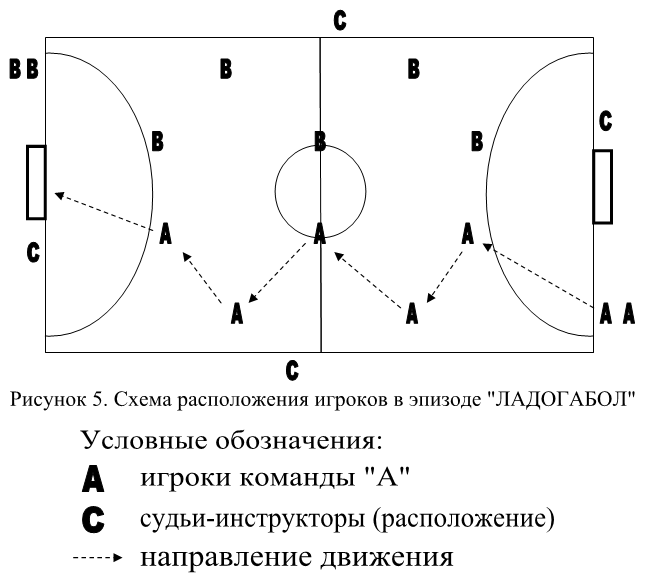 С
В В В В
С
В В В
А А А
С
А А А А
С
Рисунок 5. Схема расположения игроков в эпизоде "ЛАДОГАБОЛ"
Условные обозначения:
А игроки команды "А"
С судьи-инструкторы (расположение)
направление движения